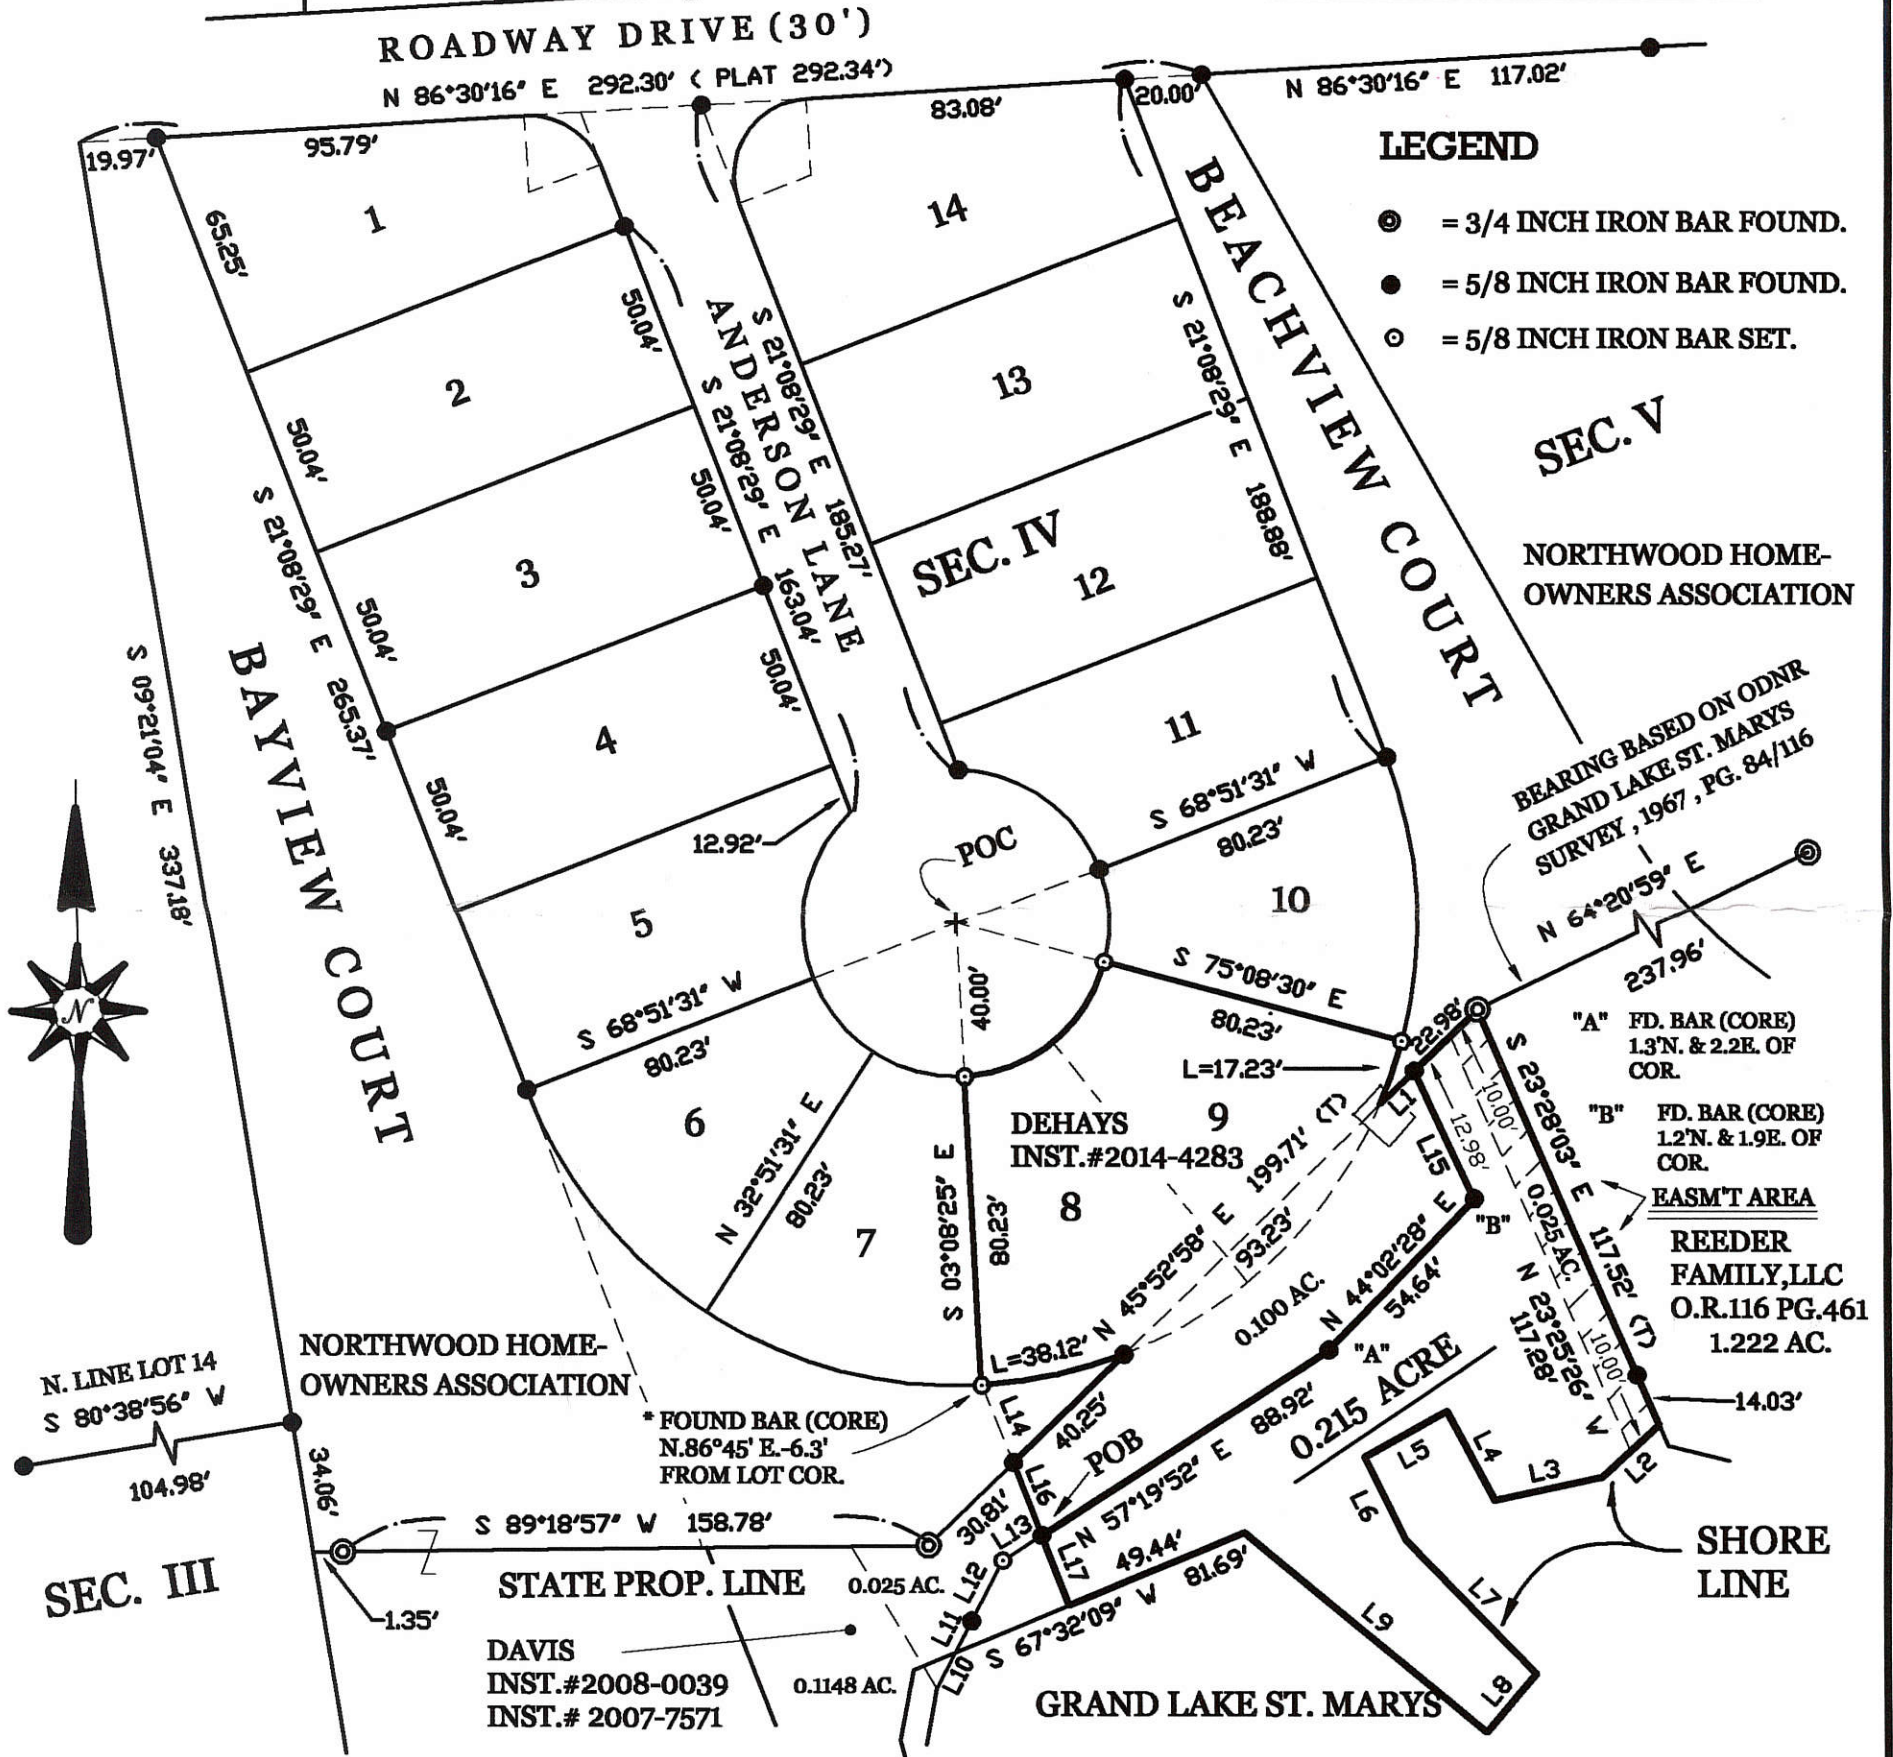 ROADWAY DRIVE (30')
N 86°30'16" E 292.30' ( PLAT 292.34')
19.97'
95.79'
83.08'
20.00'
N 86°30'16" E 117.02'
LEGEND
= 3/4 INCH IRON BAR FOUND.
= 5/8 INCH IRON BAR FOUND.
= 5/8 INCH IRON BAR SET.
1
65.25'
14
BEACHVIEW COURT
2
50.04'
50.04'
ANDERSON LANE
S 21°08'29" E 185.27'
S 21°08'29" E 163.04'
13
S 21°08'29" E 188.88'
SEC. V
S 21°08'29" E 265.37'
3
50.04'
50.04'
SEC. IV
12
NORTHWOOD HOME-
OWNERS ASSOCIATION
S 09°21'04" E 337.18'
BAYVIEW COURT
4
50.04'
50.04'
11
12.92'
POC
S 68°51'31" W
80.23'
BEARING BASED ON ODNR
GRAND LAKE ST. MARYS
SURVEY , 1967 , PG. 84/116
N 64°20'59" E
237.96'
5
10
S 68°51'31" W
80.23'
40.00'
S 75°08'30" E
80.23'
22.98'
N
"A" FD. BAR (CORE)
1.3'N. & 2.2E. OF
COR.
"B" FD. BAR (CORE)
1.2'N. & 1.9E. OF
COR.
6
L=17.23'
L1
DEHAYS
INST.#2014-4283
9
N 32°51'31" E
80.23'
7
S 03°08'25" E
80.23'
8
N 45°52'58" E 199.71' (T)
93.23'
L15
12.98'
10.00'
S 23°28'03" E 117.52' (T)
0.025 AC.
N 23°25'26" W
117.28'
10.00'
"B"
EASM'T AREA
REEDER
FAMILY,LLC
O.R.116 PG.461
1.222 AC.
14.03'
N 44°02'28" E
54.64'
0.100 AC.
"A"
0.215 ACRE
L=38.12'
NORTHWOOD HOME-
OWNERS ASSOCIATION
N. LINE LOT 14
S 80°38'56" W
104.98'
34.06'
* FOUND BAR (CORE)
N.86°45' E.-6.3'
FROM LOT COR.
L14
40.25'
POB
N 57°19'52" E 88.92'
L5
L4
L3
L2
L6
L7
L8
L9
SHORE
LINE
S 89°18'57" W 158.78'
30.81'
L16
L13
L17
49.44'
S 67°32'09" W 81.69'
L12
L11
L10
SEC. III
1.35'
STATE PROP. LINE
0.025 AC.
DAVIS
INST.#2008-0039
INST.# 2007-7571
0.1148 AC.
GRAND LAKE ST. MARYS